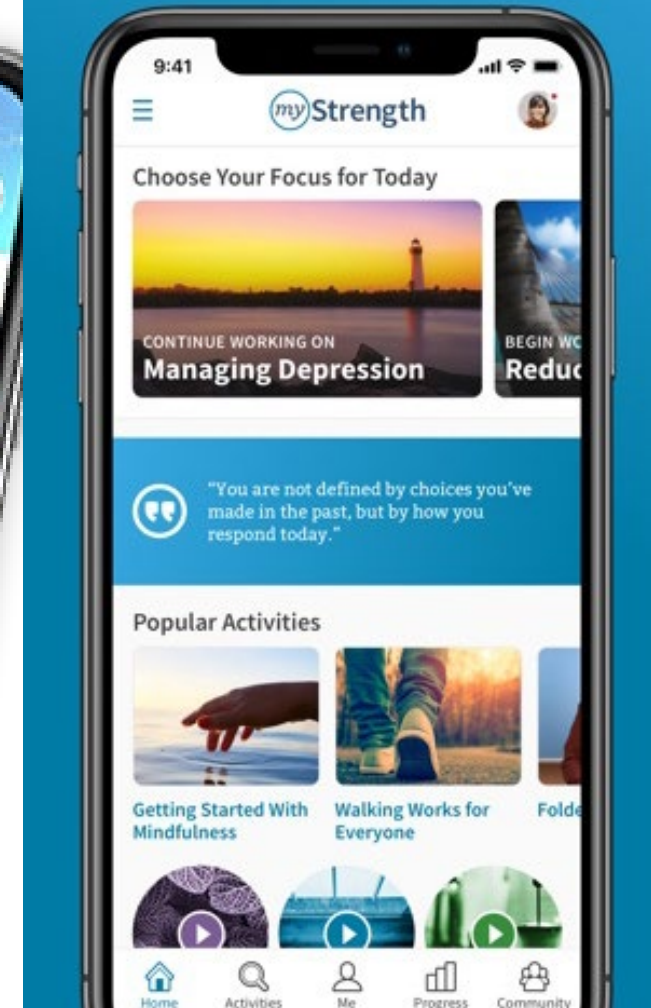 9:41
myStrength
Choose Your Focus for Today
CONTINUE WORKING ON
Managing Depression
BEGIN
“You are not defined by choices you’ve
made in the past, but by how you
respond today.”
Popular Activities
Getting Started With
Mindfulness
Walking Works for
Everyone
Home
Activities
Me
Progress
Community